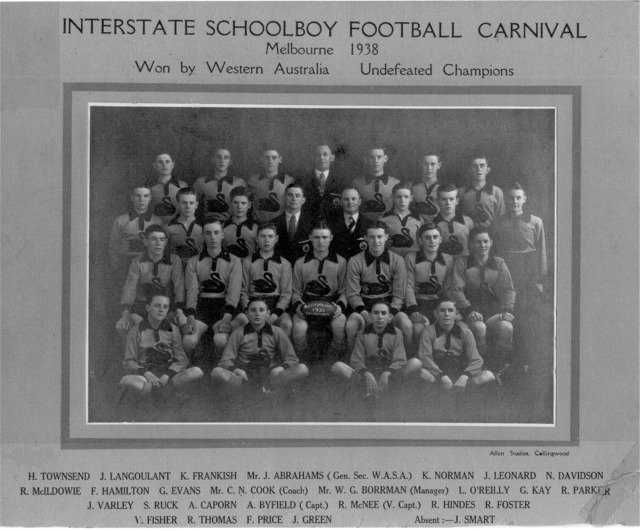 INTERSTATE SCHOOLBOY FOOTBALL CARNIVAL
Melbourne 1938
Won by Western Australia Undefeated Champions
1938
Allan Studios, Collingwood
H. TOWNSEND J. LANGOULANT K. FRANKISH Mr. J. ABRAHAMS (Gen. Sec. W.A.S.A.) K. NORMAN J. LEONARD N. DAVIDSON
R. McILDOWIE F. HAMILTON G. EVANS Mr. C. N. COOK (Coach) Mr. W. G. BORRMAN (Manager) L. O'REILLY G. KAY R. PARKER
J. VARLEY S. RUCK A. CAPORN A. BYFIELD (Capt.) R. McNEE (V. Capt.) R. HINDES R. FOSTER
V. FISHER R. THOMAS F. PRICE J. GREEN Absent :—J. SMART